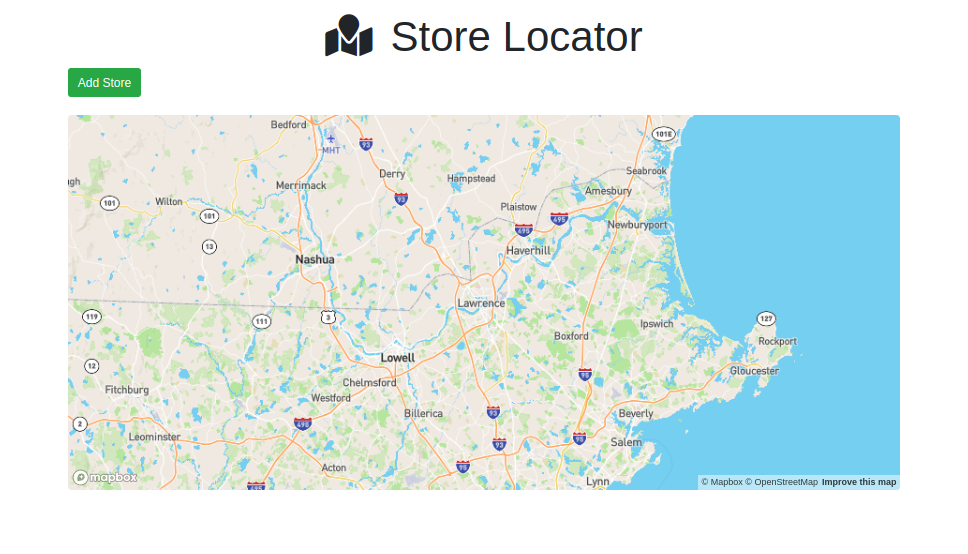 Store Locator
Add Store
Bedford
101E
MHT
93
Derry
Seabrook
Hampstead
gh
Merrimack
Amesbury
93
101
Wilton
Plaistow
101
495
Newburyport
495
13
Haverhill
Nashua
Lawrence
119
3
111
127
Ipswich
Boxford
Rockport
Lowell
12
Gloucester
95
Chelmsford
Fitchburg
Westford
Billerica
93
Beverly
2
495
Leominster
95
Salem
93
Acton
95
mapbox
Lynn
495
© Mapbox © OpenStreetMap Improve this map